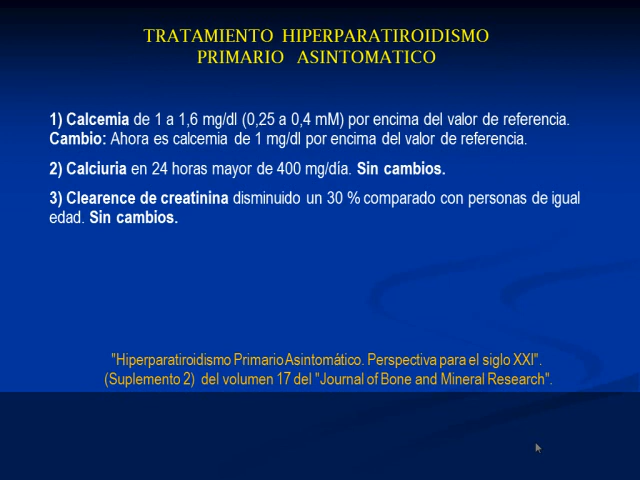 TRATAMIENTO HIPERPARATIROIDISMO
PRIMARIO ASINTOMATICO
1) Calcemia de 1 a 1,6 mg/dl (0,25 a 0,4 mM) por encima del valor de referencia.
Cambio: Ahora es calcemia de 1 mg/dl por encima del valor de referencia.
2) Calciuria en 24 horas mayor de 400 mg/día. Sin cambios.
3) Clearence de creatinina disminuido un 30 % comparado con personas de igual
edad. Sin cambios.
"Hiperparatiroidismo Primario Asintomático. Perspectiva para el siglo XXI".
(Suplemento 2) del volumen 17 del "Journal of Bone and Mineral Research".